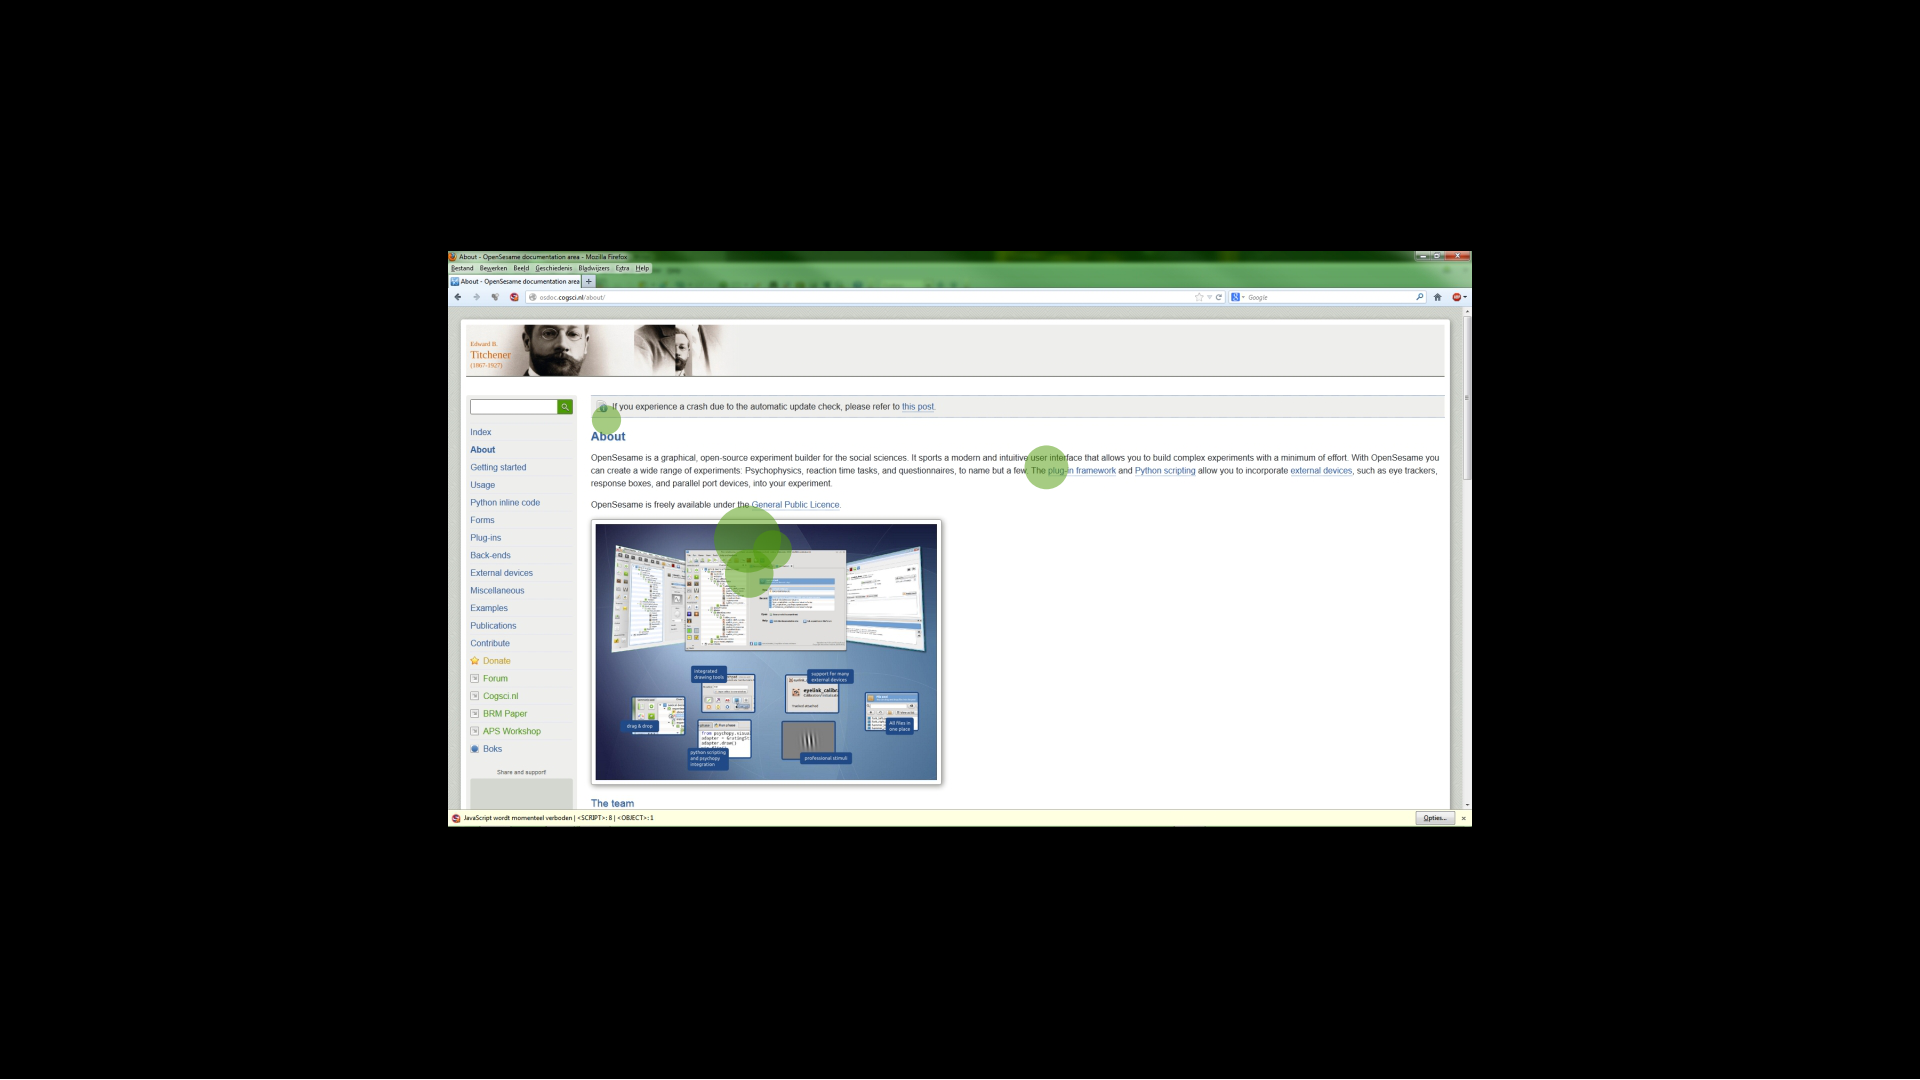 About - OpenSesame documentation area - Mozilla Firefox
Bestand Bewerken Beeld Geschiedenis Bladwijzers Extra Help
About - OpenSesame documentation area
osdoc.cogsci.nl/about/
Google
Edward B.
Titchener
(1867-1927)
If you experience a crash due to the automatic update check, please refer to this post.
Index
About
Getting started
Usage
Python inline code
Forms
Plug-ins
Back-ends
External devices
Miscellaneous
Examples
Publications
Contribute
Donate
Forum
Cogsci.nl
BRM Paper
APS Workshop
Boks
Share and support!
About
OpenSesame is a graphical, open-source experiment builder for the social sciences. It sports a modern and intuitive user interface that allows you to build complex experiments with a minimum of effort. With OpenSesame you
can create a wide range of experiments: Psychophysics, reaction time tasks, and questionnaires, to name but a few. The plug-in framework and Python scripting allow you to incorporate external devices, such as eye trackers,
response boxes, and parallel port devices, into your experiment.
OpenSesame is freely available under the General Public Licence.
integrated
drawing tools
support for many
external devices
drag & drop
All files in
one place
python scripting
and psychopy
integration
professional stimuli
The team
JavaScript wordt momenteel verboden | <SCRIPT>: 8 | <OBJECT>: 1
Opties...